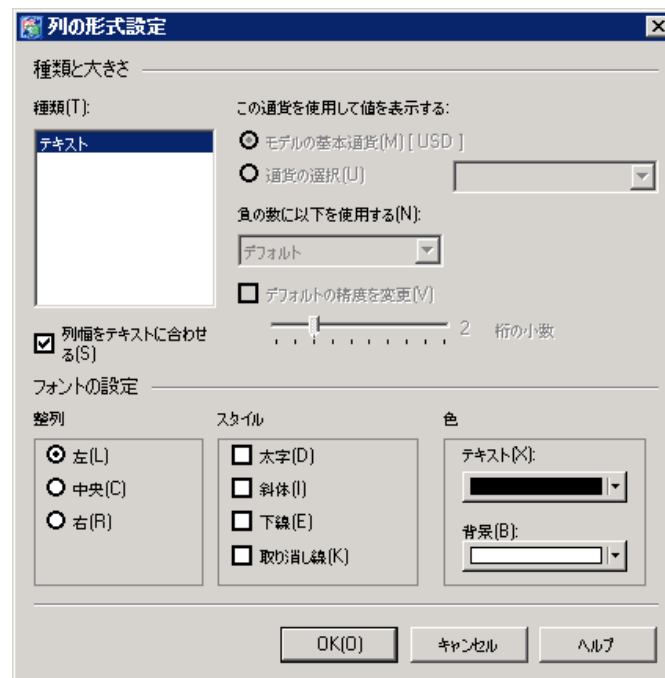 列の形式設定
種類と大きさ
種類(T):
テキスト
列幅をテキストに合わせ
る(S)
この通貨を使用して値を表示する:
モデルの基本通貨(M) [ USD ]
通貨の選択(U)
負の数に以下を使用する(N):
デフォルト
デフォルトの精度を変更(V)
2 桁の小数
フォントの設定
整列
左(L)
中央(C)
右(R)
スタイル
太字(D)
斜体(I)
下線(E)
取り消し線(K)
色
テキスト(X):
背景(B):
OK(O) キャンセル ヘルプ